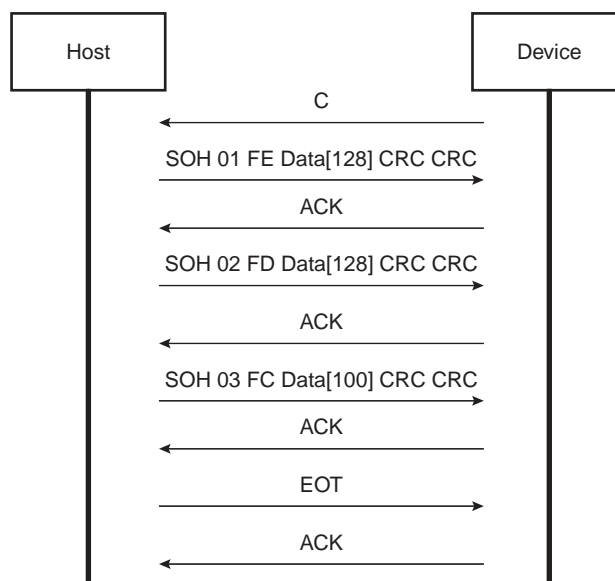 Host
Device
C
SOH 01 FE Data[128] CRC CRC
ACK
SOH 02 FD Data[128] CRC CRC
ACK
SOH 03 FC Data[100] CRC CRC
ACK
EOT
ACK